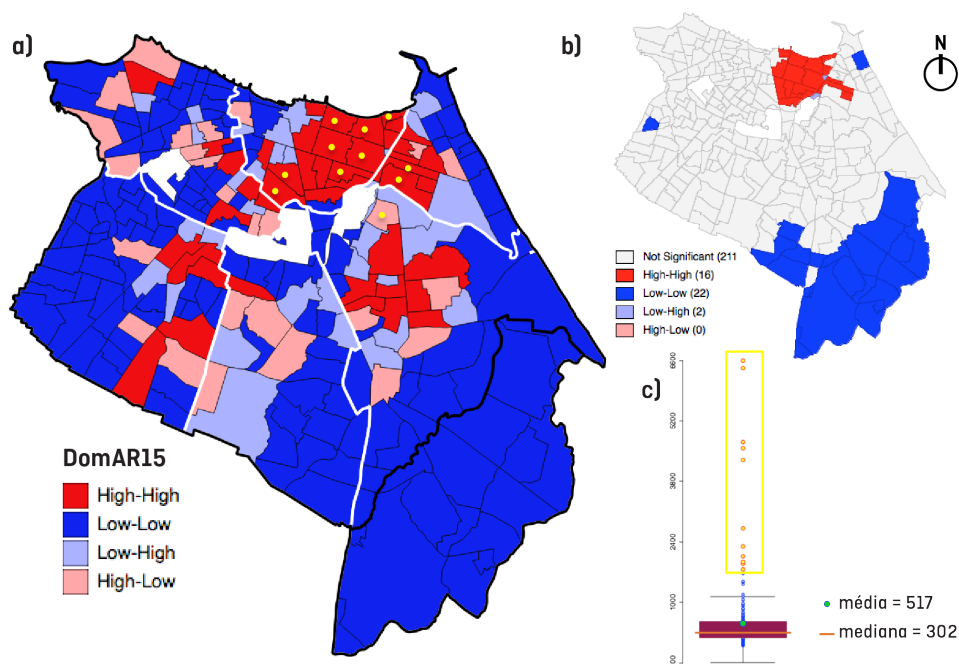 a)
b)
N
Not Significant (211
High-High (16)
Low-Low (22)
Low-High (2)
High-Low (0)
DomAR15
High-High
Low-Low
Low-High
High-Low
c)
6600
5200
3800
2400
1000
00
média = 517
mediana = 302